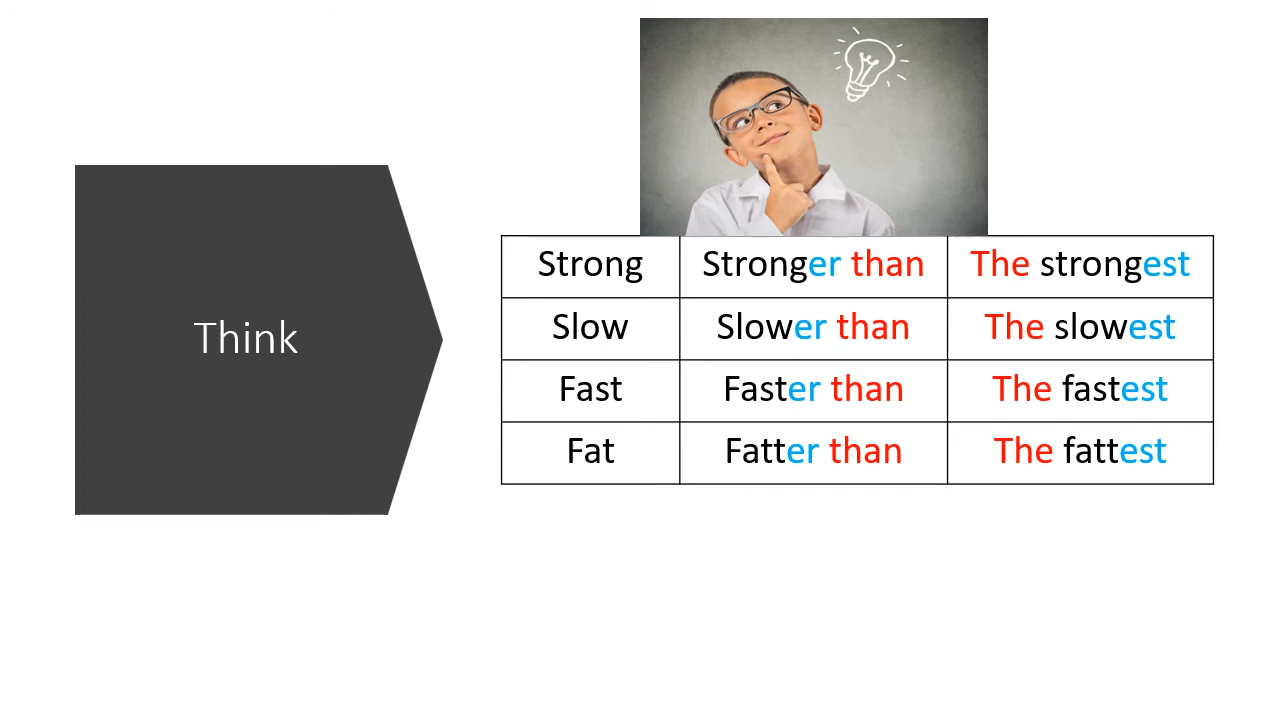 Think
Strong Stronger than The strongest
Slow Slower than The slowest
Fast Faster than The fastest
Fat Fatter than The fattest